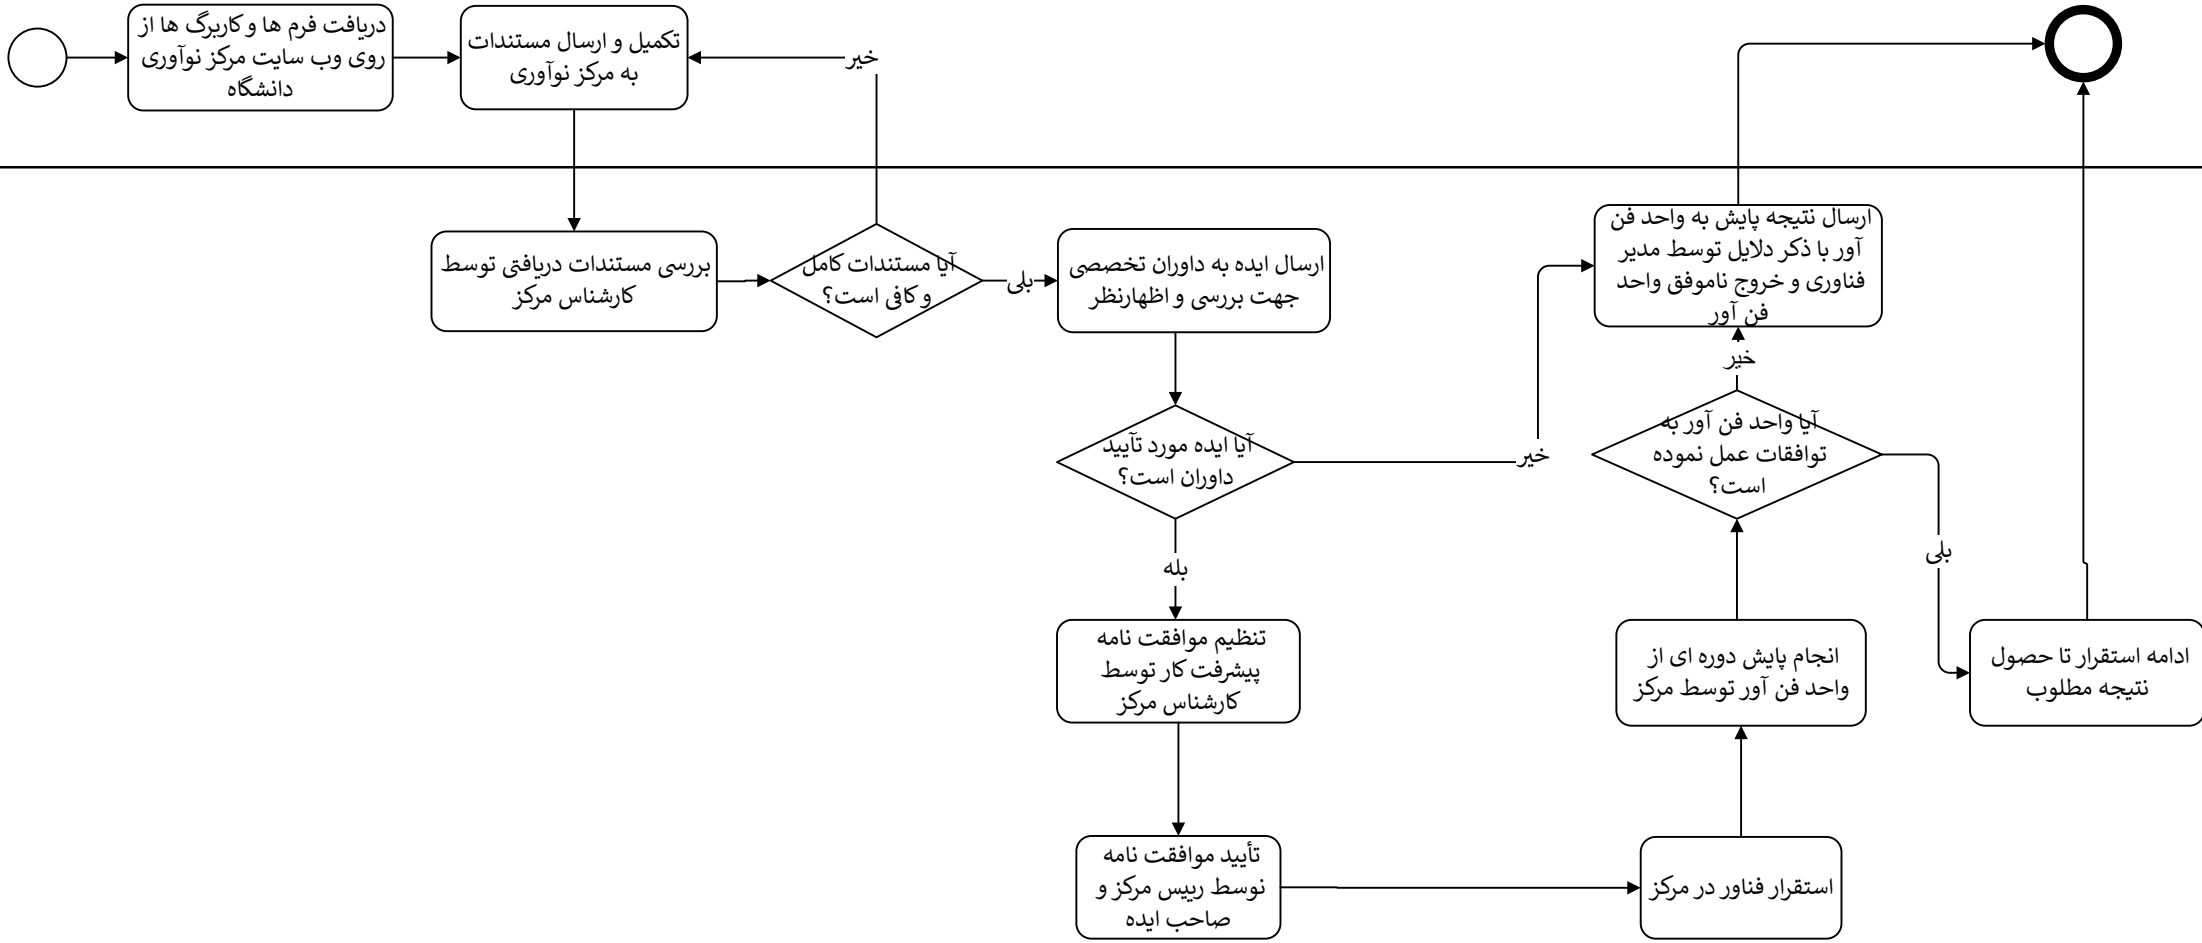 دریافت فرم ها و کاربرگ ها از
روی وب سایت مرکز نوآوری
دانشگاه
تکمیل و ارسال مستندات
به مرکز نوآوری
خیر
بررسی مستندات دریافتی توسط
کارشناس مرکز
آیا مستندات کامل
و کافی است؟
بلی
ارسال ایده به داوران تخصصی
جهت بررسی و اظهارنظر
آیا ایده مورد تآیید
داوران است؟
خیر
بله
تنظیم موافقت نامه
پیشرفت کار توسط
کارشناس مرکز
تأیید موافقت نامه
نوسط رییس مرکز و
صاحب ایده
استقرار فناور در مرکز
انجام پایش دوره ای از
واحد فن آور توسط مرکز
آیا واحد فن آور به
توافقات عمل نموده
است؟
خیر
ارسال نتیجه پایش به واحد فن
آور با ذکر دلایل توسط مدیر
فناوری و خروج ناموفق واحد
فن آور
بلی
ادامه استقرار تا حصول
نتیجه مطلوب